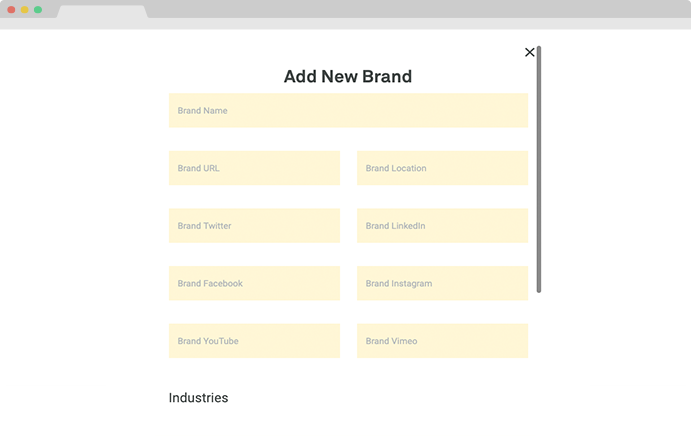 Add New Brand
Brand Name
Brand URL
Brand Location
Brand Twitter
Brand LinkedIn
Brand Facebook
Brand Instagram
Brand YouTube
Brand Vimeo
Industries